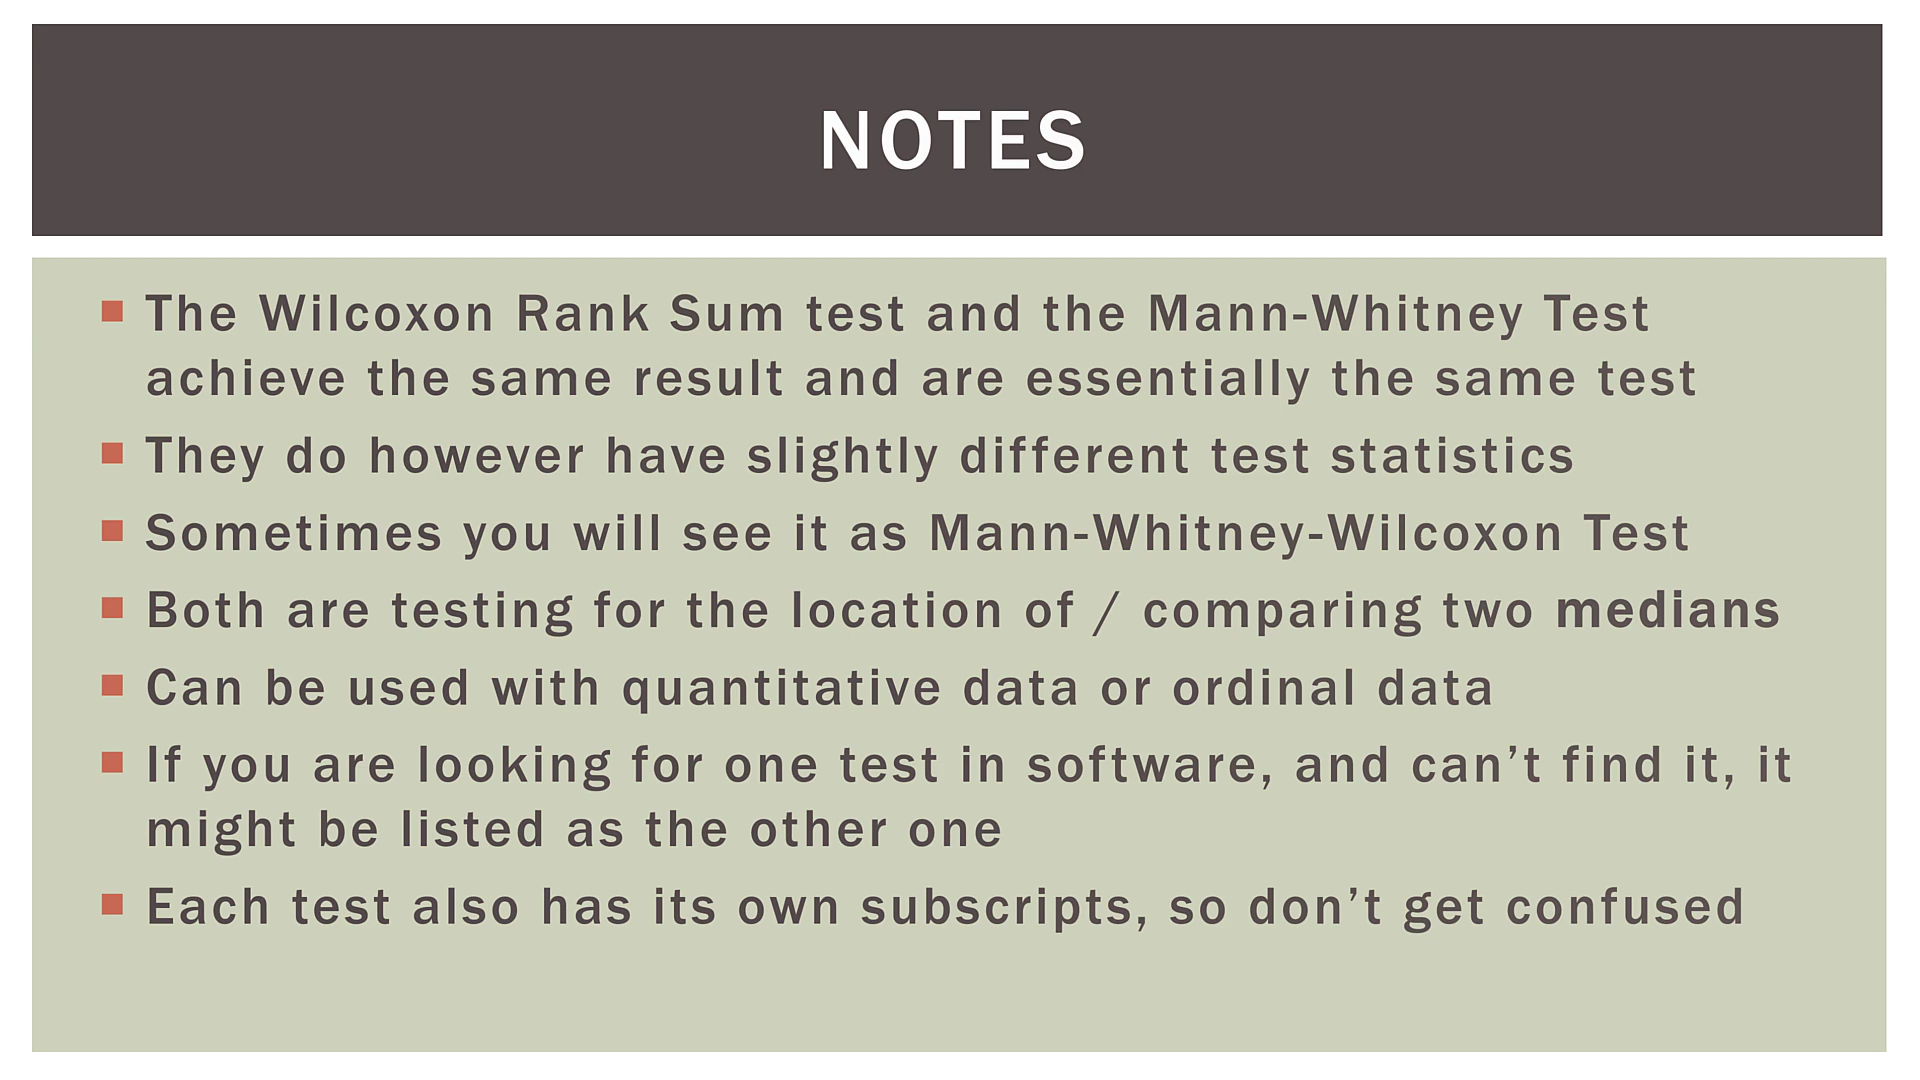 NOTES
The Wilcoxon Rank Sum test and the Mann-Whitney Test
achieve the same result and are essentially the same test
They do however have slightly different test statistics
Sometimes you will see it as Mann-Whitney-Wilcoxon Test
Both are testing for the location of / comparing two medians
Can be used with quantitative data or ordinal data
If you are looking for one test in software, and can’t find it, it
might be listed as the other one
Each test also has its own subscripts, so don’t get confused